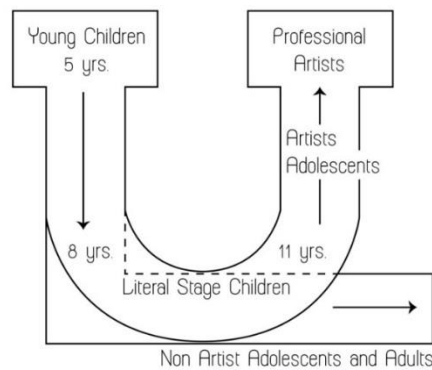 Young Children
5 yrs.
Professional
Artists
Artists
Adolescents
8 yrs.
11 yrs.
Literal Stage Children
Non Artist Adolescents and Adults